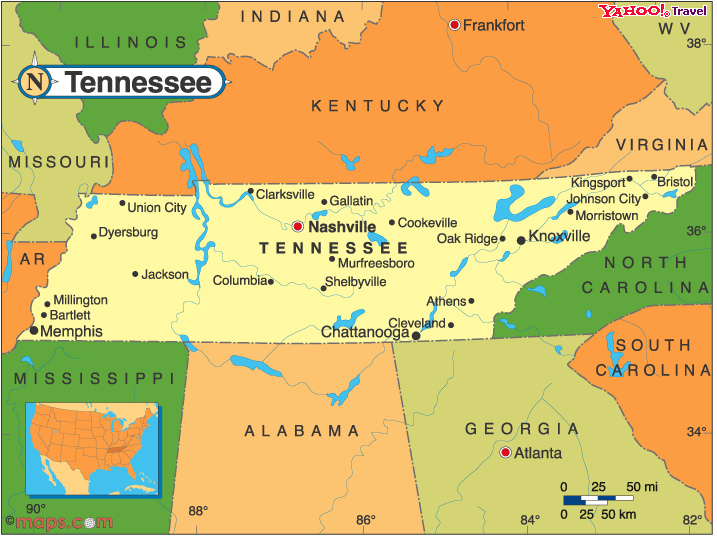 YAHOO! Travel
INDIANA
Frankfort
WV
38°
ILLINOIS
N Tennessee
KENTUCKY
MISSOURI
VIRGINIA
Kingsport
Bristol
Clarksville
Gallatin
Johnson City
Union City
Morristown
Nashville
Cookeville
Dyersburg
36°
Oak Ridge
Knoxville
TENNESSEE
AR
Murfreesboro
NORTH
CAROLINA
Jackson
Columbia
Shelbyville
Millington
Athens
Bartlett
Cleveland
Memphis
Chattanooga
SOUTH
CAROLINA
MISSISSIPPI
ALABAMA
GEORGIA
34°
Atlanta
0 25 50 mi
0 25 50 km
90°
88°
86°
84°
82°
©maps.com